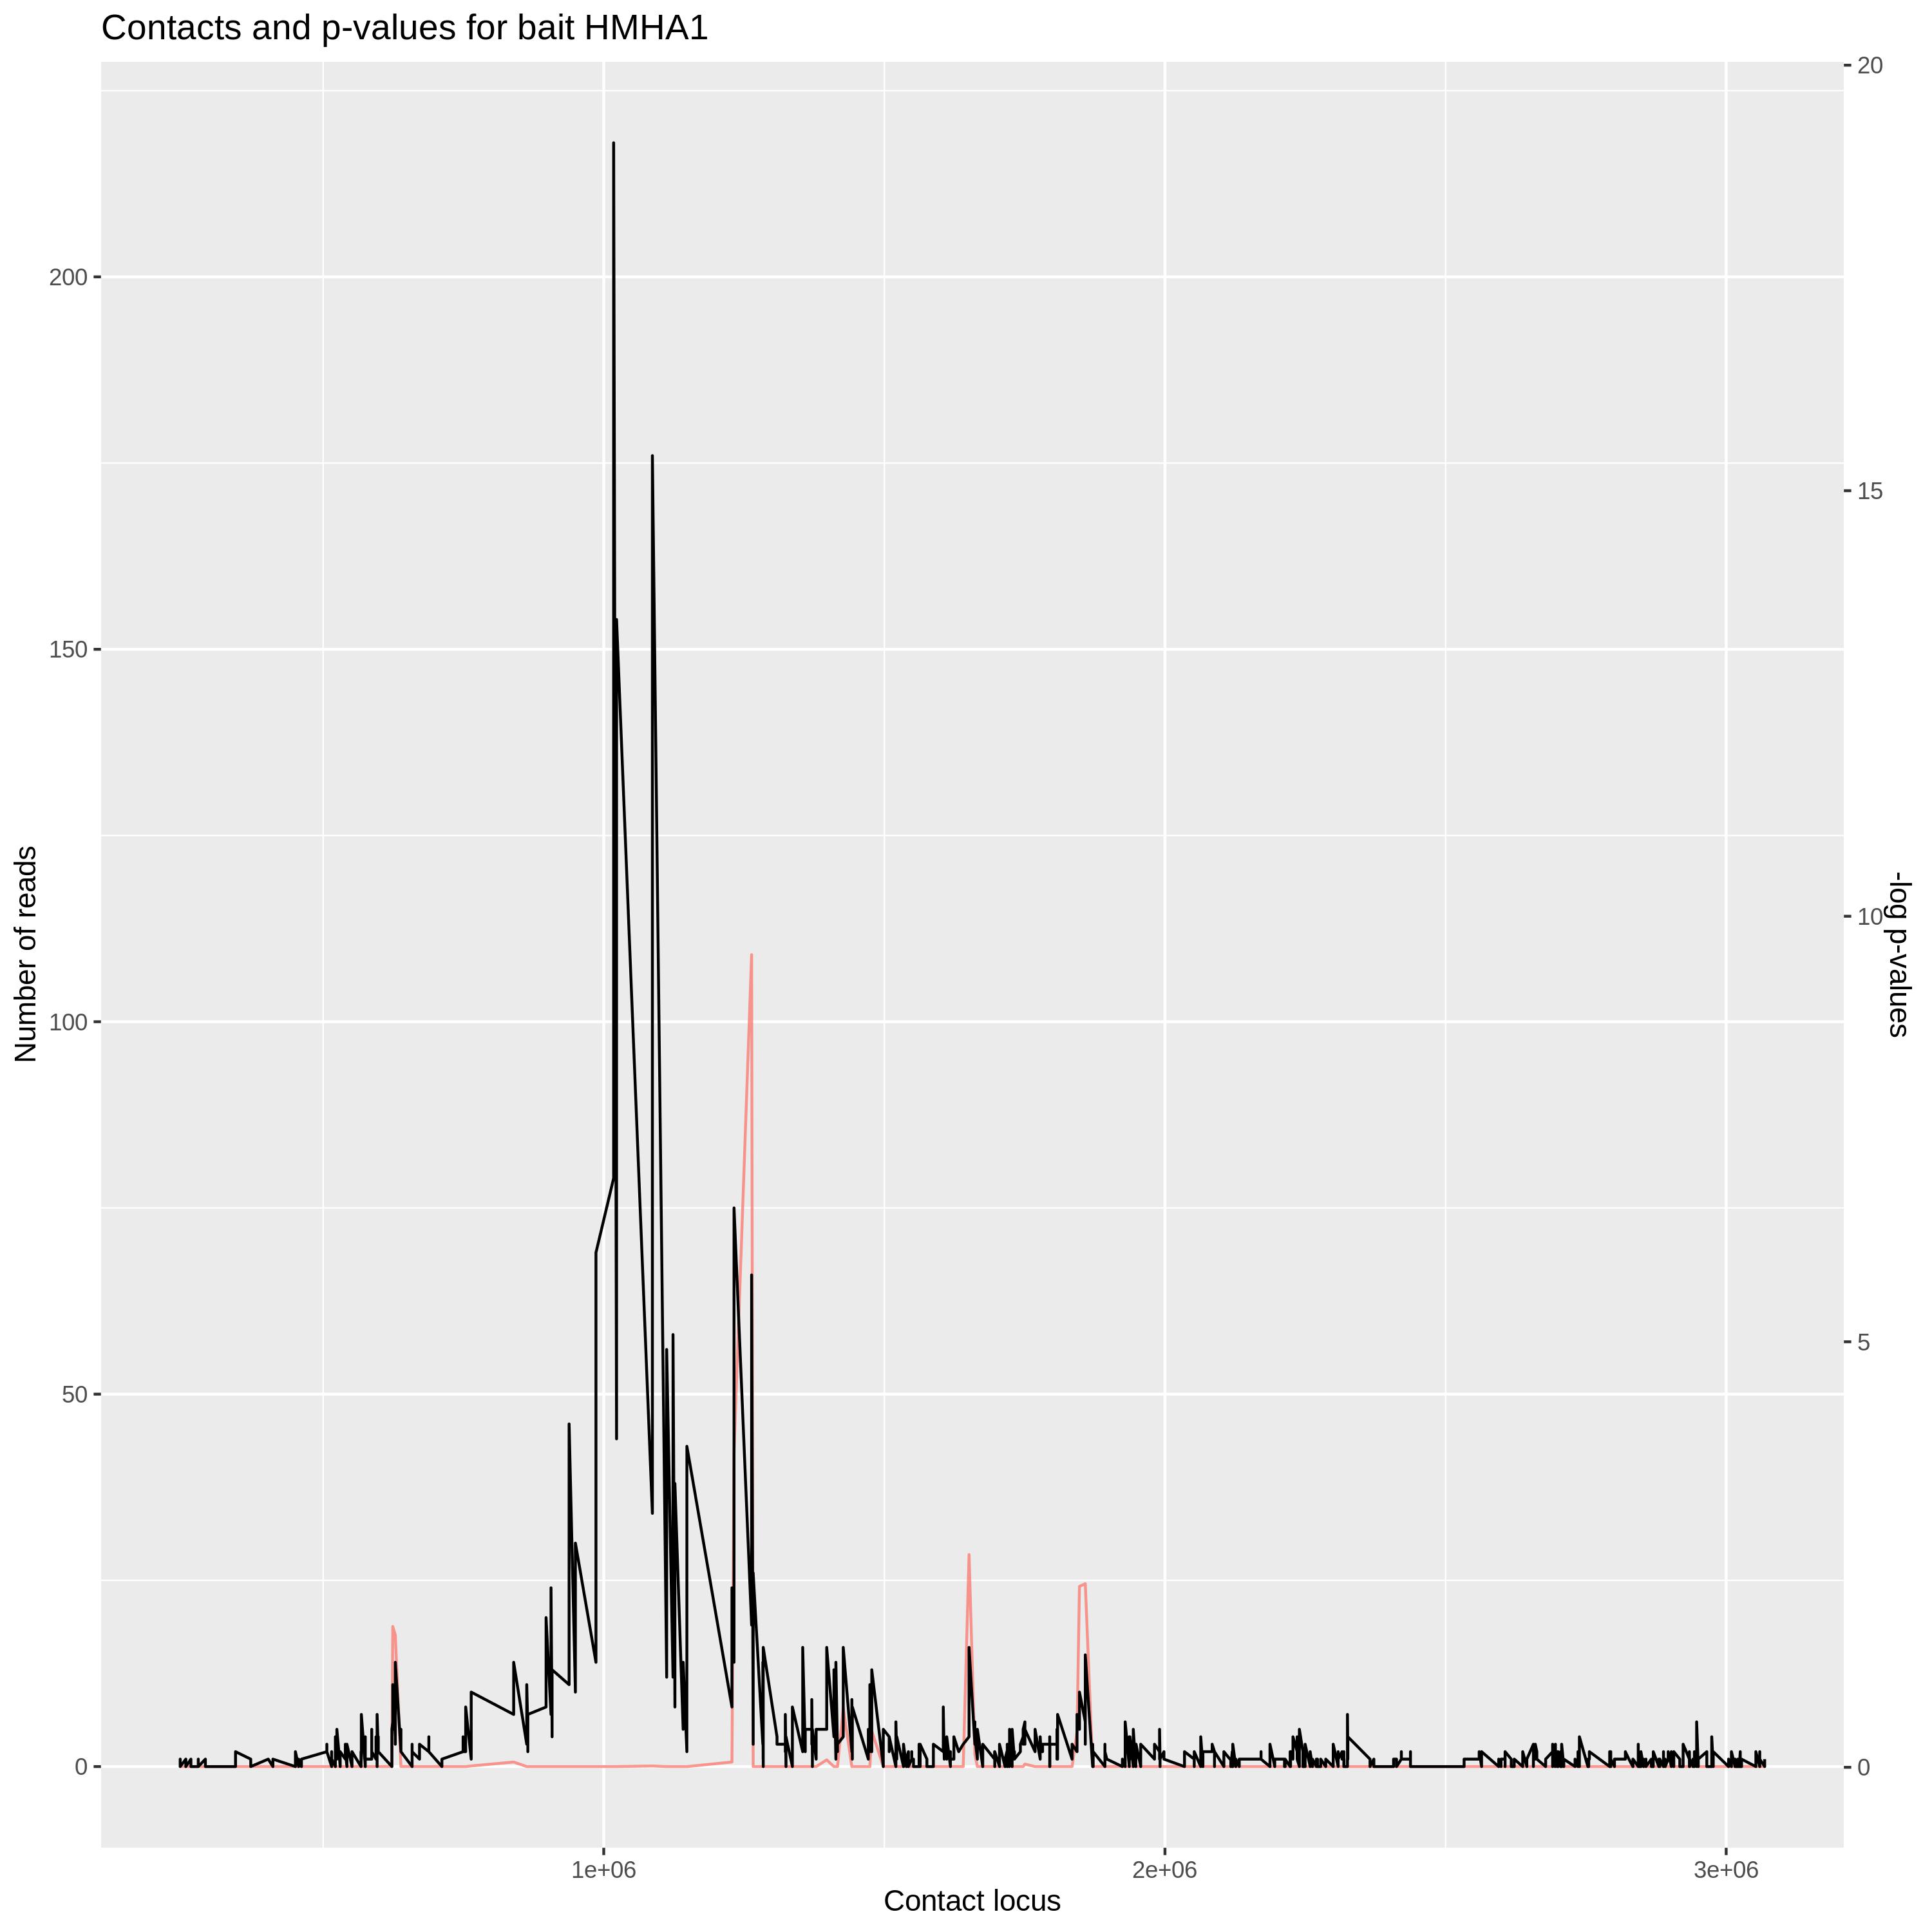 Contacts and p-values for bait HMHA1
Number of reads
200
150
100
50
0
20
15
10
5
0
-log p-values
1e+06
2e+06
3e+06
Contact locus